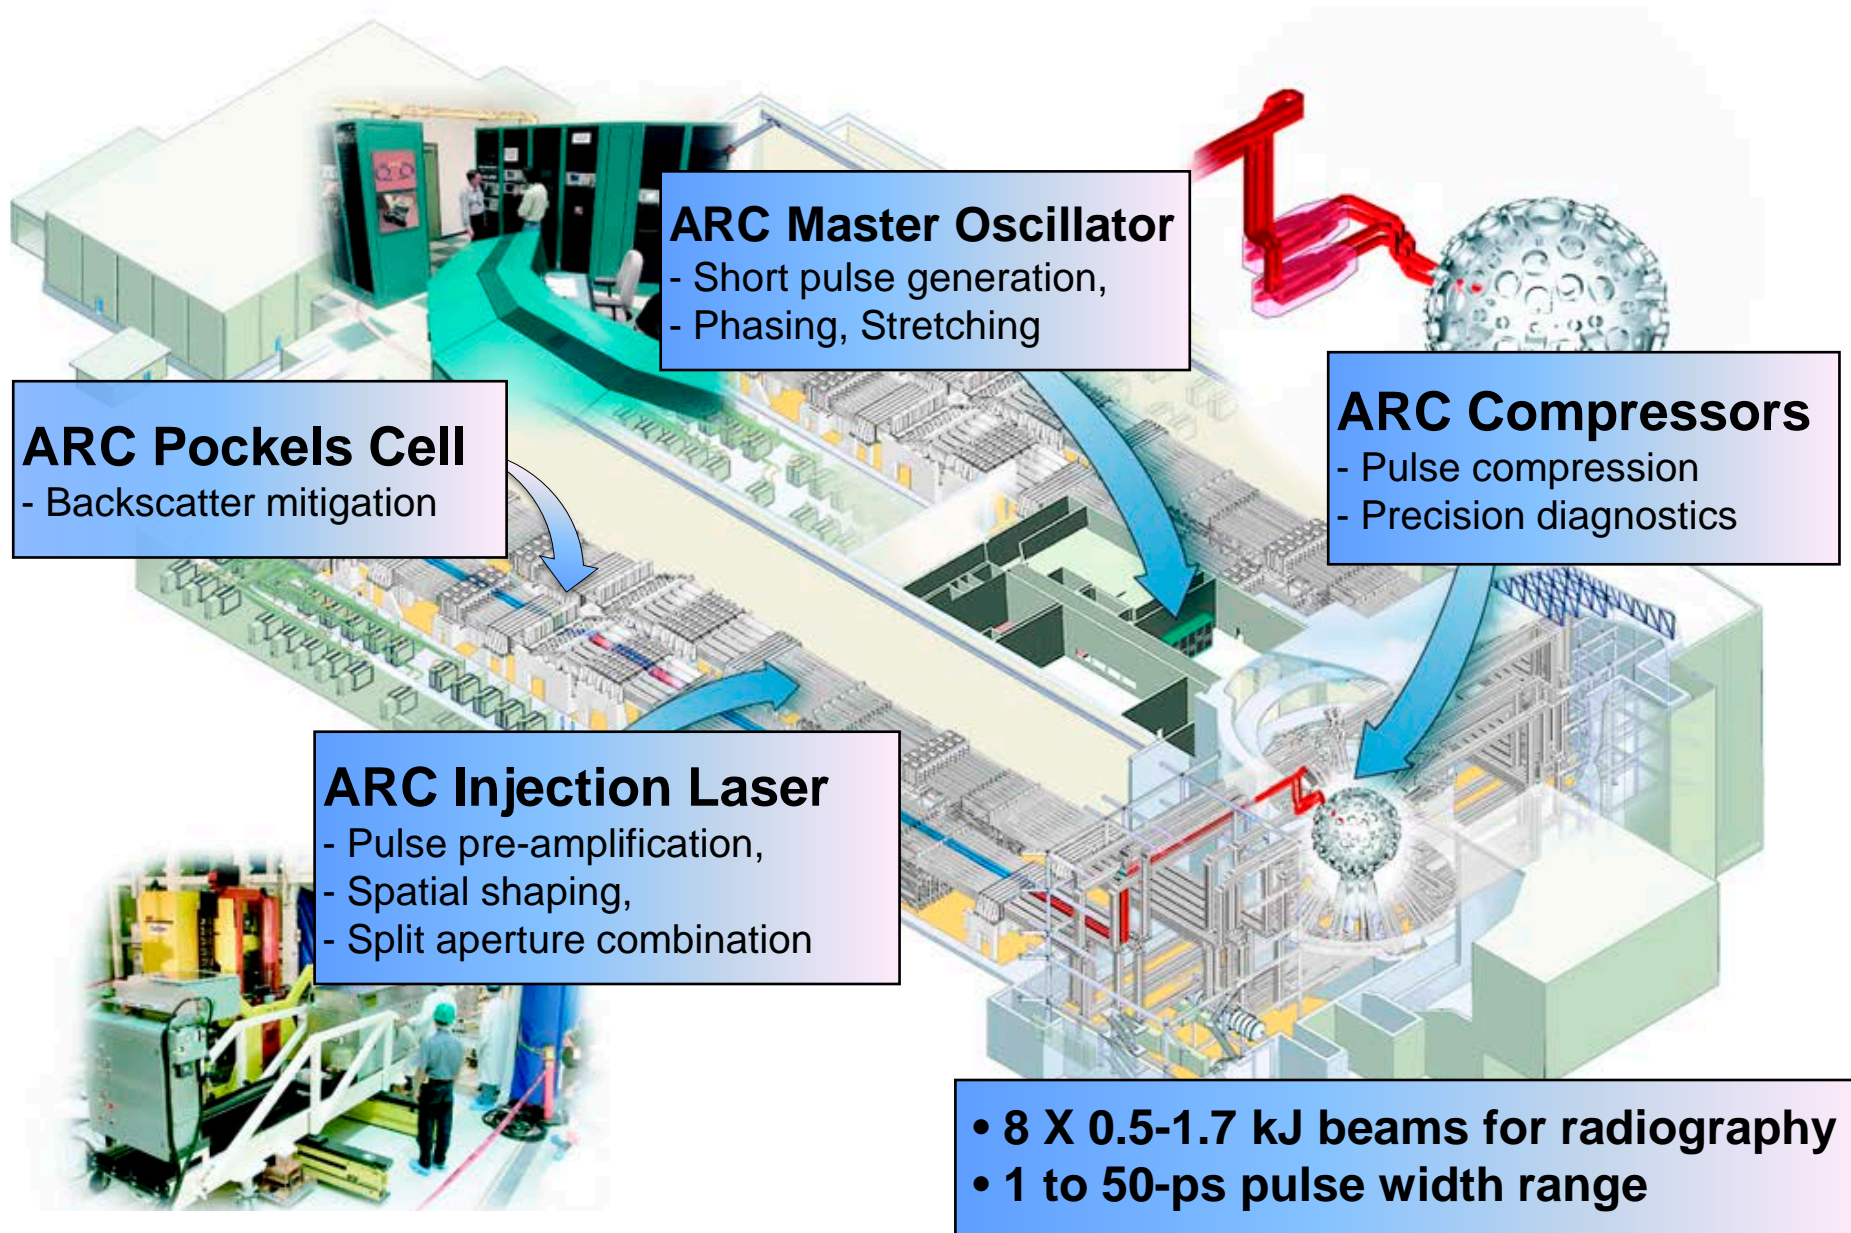 ARC Master Oscillator
- Short pulse generation,
- Phasing, Stretching
ARC Pockels Cell
- Backscatter mitigation
ARC Compressors
- Pulse compression
- Precision diagnostics
ARC Injection Laser
- Pulse pre-amplification,
- Spatial shaping,
- Split aperture combination
• 8 X 0.5-1.7 kJ beams for radiography
• 1 to 50-ps pulse width range